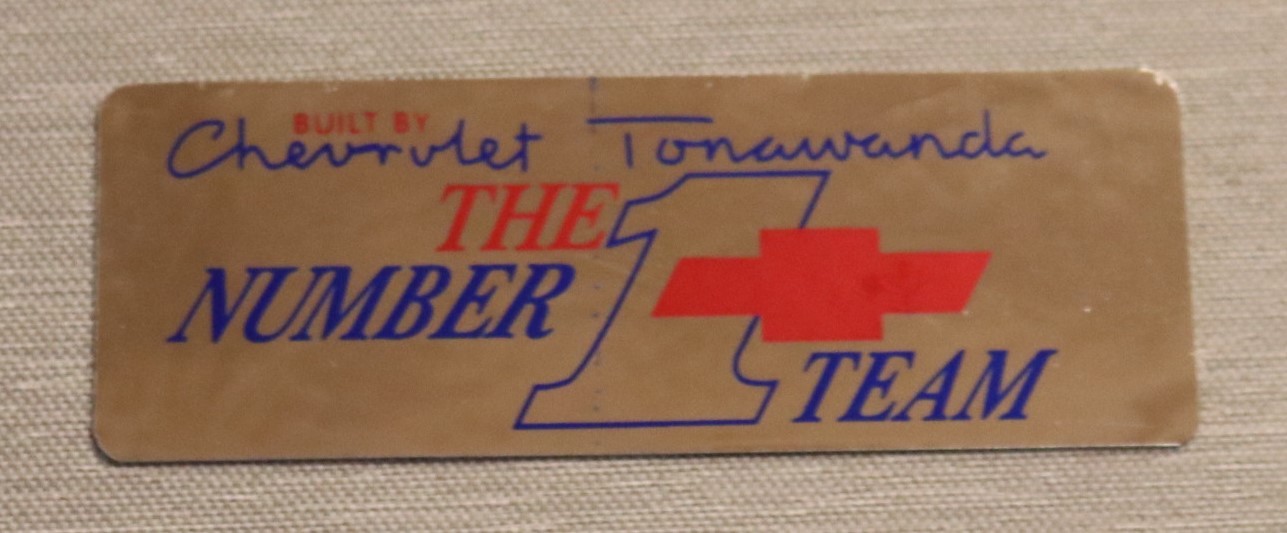 BUILT BY
Chevrolet Tonawanda
THE
NUMBER 1
TEAM